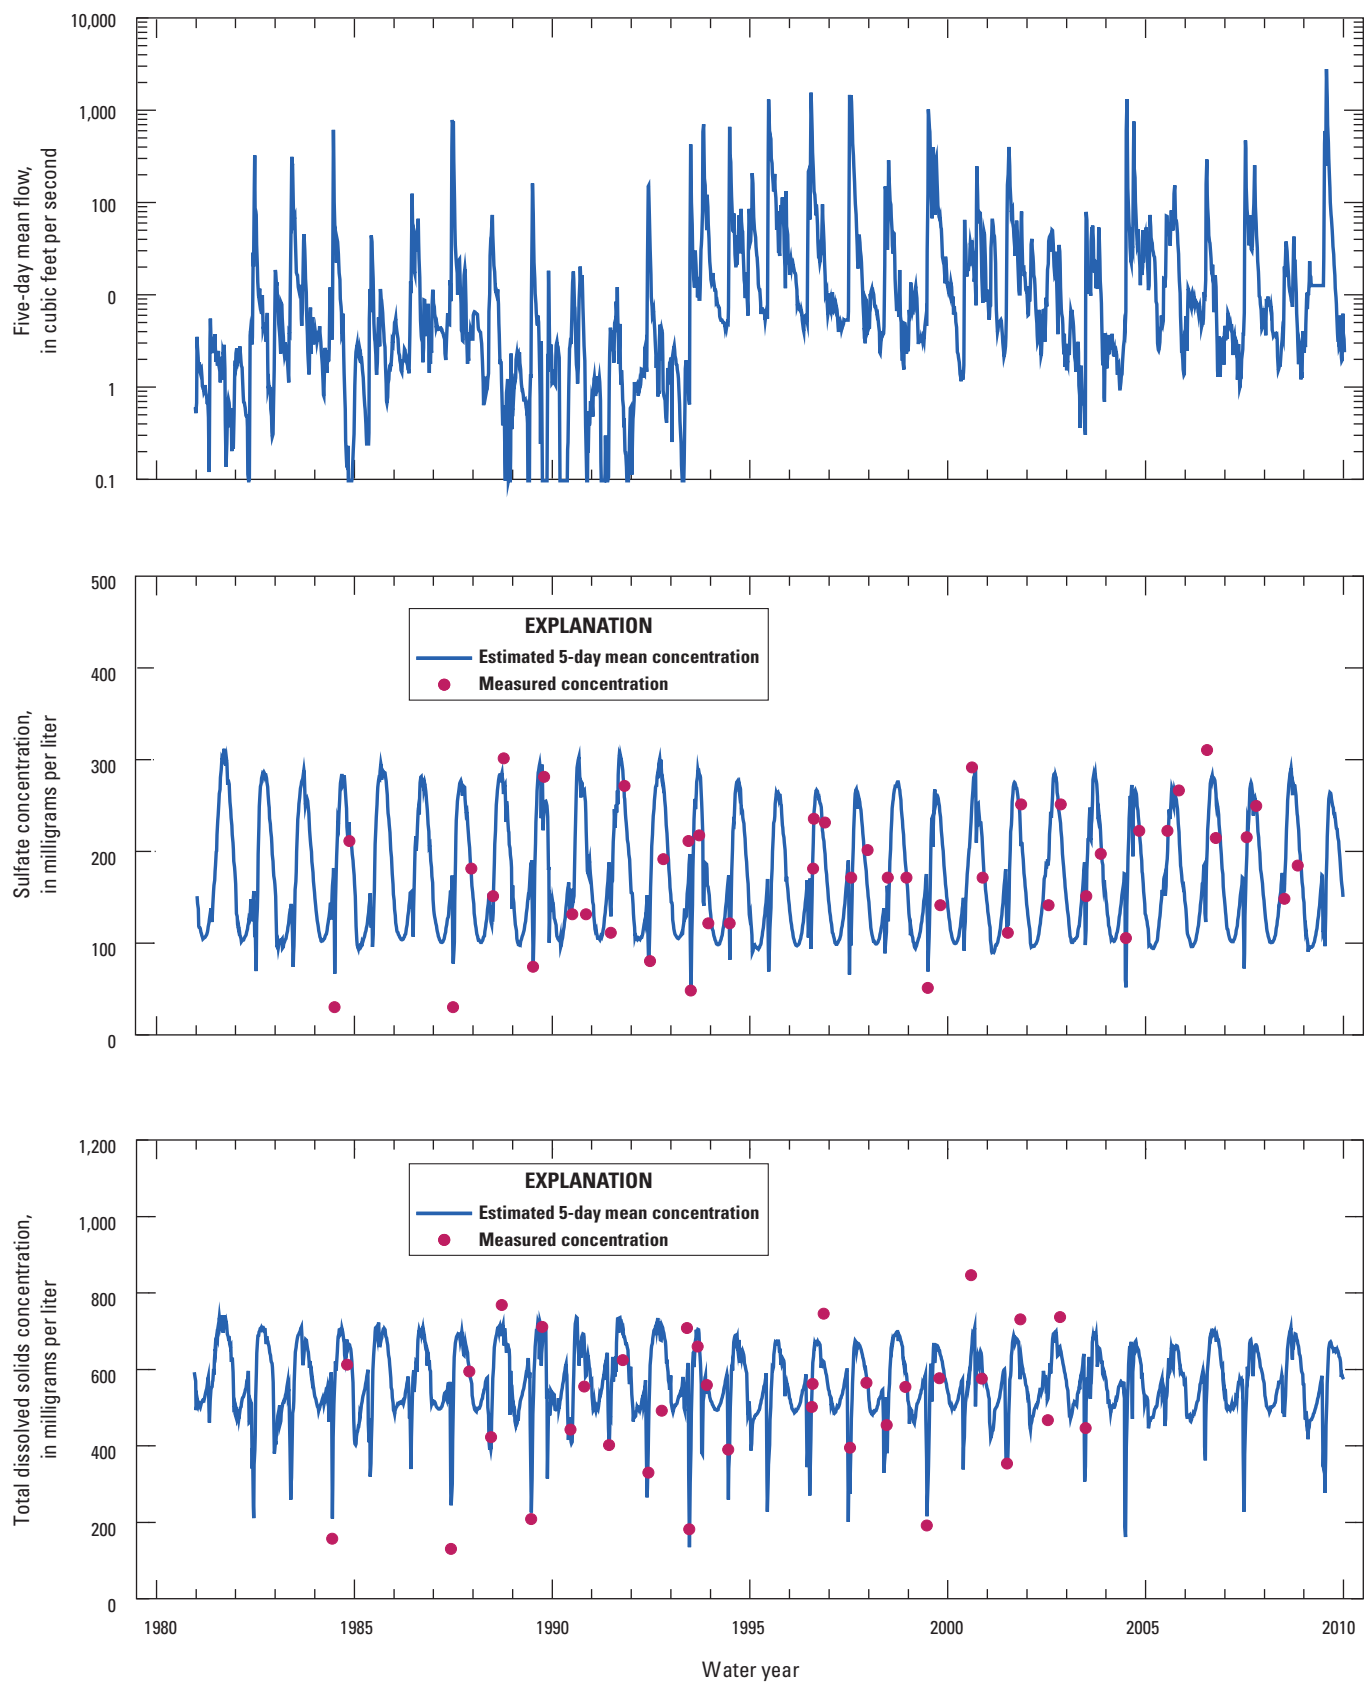 10,000
1,000
100
0
1
0.1
Five-day mean flow,
in cubic feet per second
500
400
300
200
100
0
Sulfate concentration,
in milligrams per liter
EXPLANATION
Estimated 5-day mean concentration
Measured concentration
1,200
1,000
800
600
400
200
0
Total dissolved solids concentration,
in milligrams per liter
EXPLANATION
Estimated 5-day mean concentration
Measured concentration
1980 1985 1990 1995 2000 2005 2010
Water year